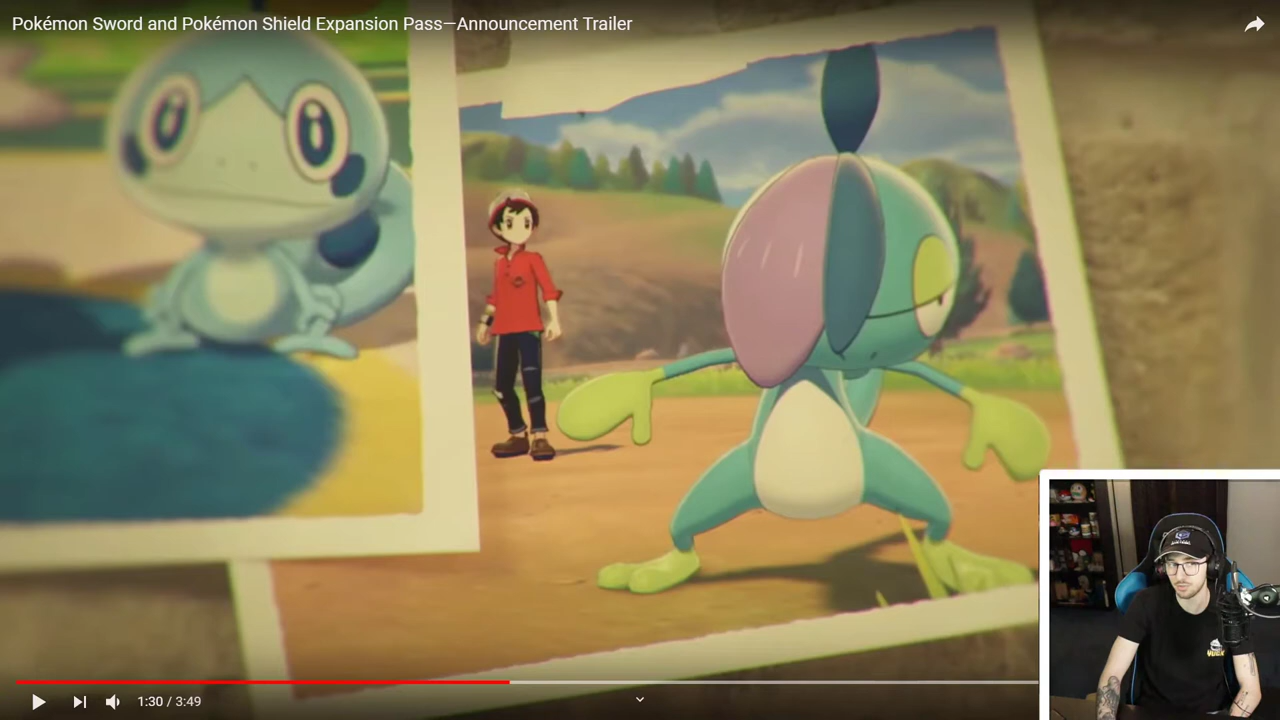 Pokémon Sword and Pokémon Shield Expansion Pass—Announcement Trailer
1:30 / 3:49